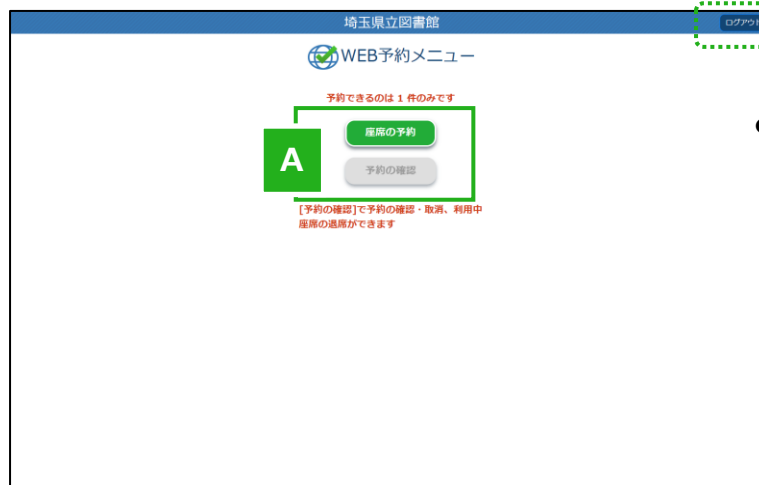 埼玉県立図書館
ログアウト
WEB予約メニュー
予約できるのは 1 件のみです
A
座席の予約
予約の確認
[予約の確認]で予約の確認・取消、利用中
座席の退席ができます